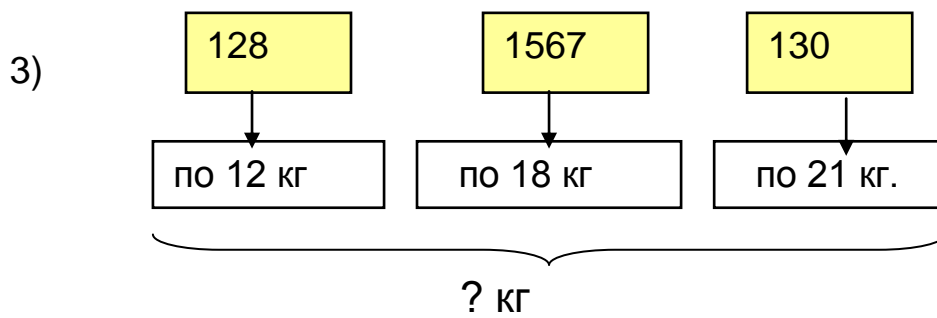 3)
128 1567 130
по 12 кг по 18 кг по 21 кг.
? кг